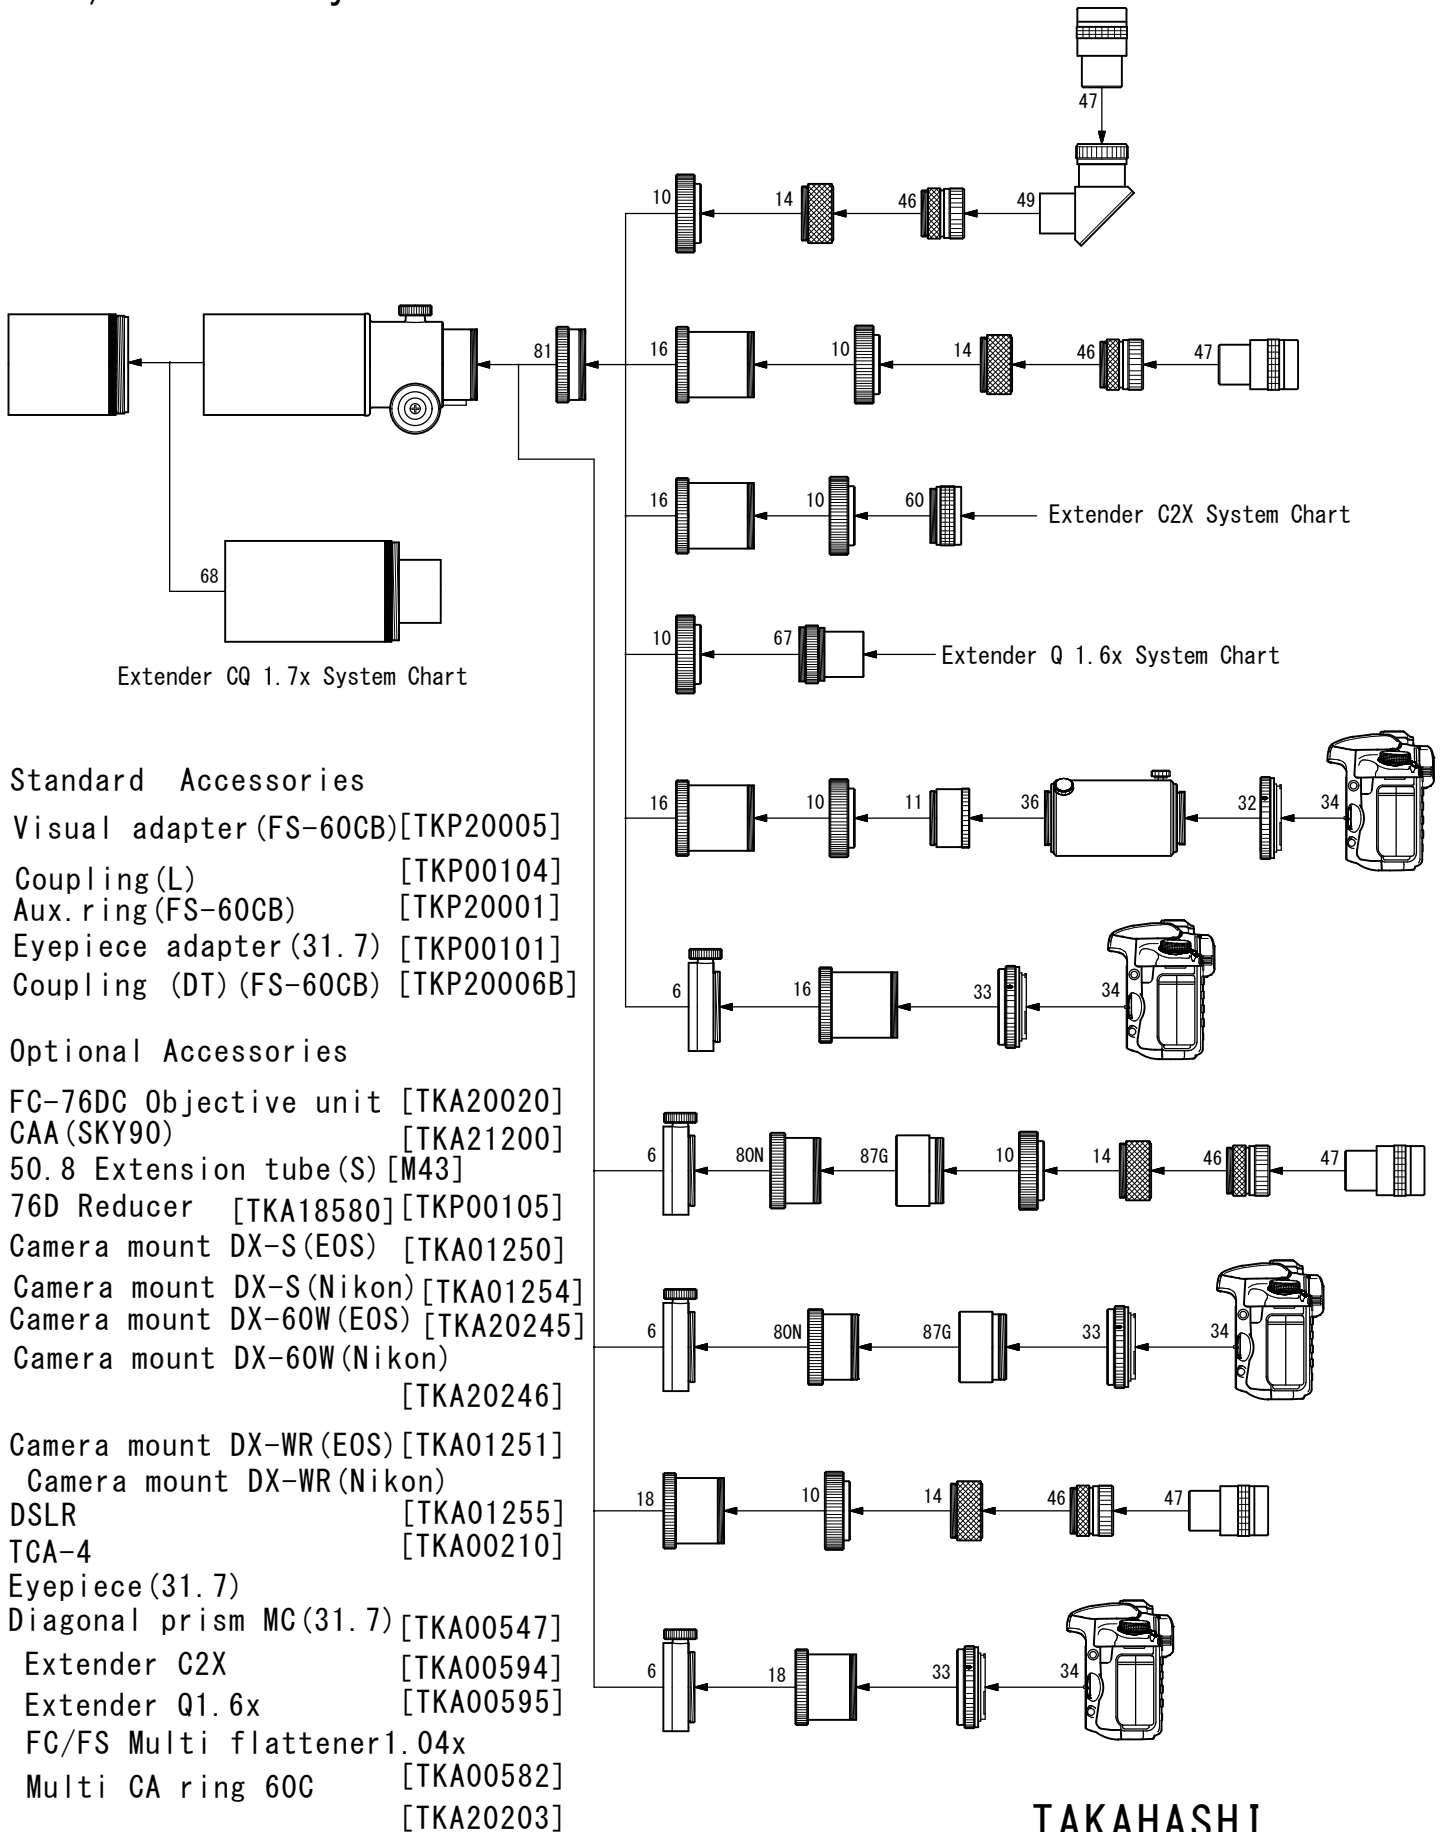 47
10
14
46
49
81
16
10
14
46
47
16
10
60
Extender C2X System Chart
68
10
67
Extender Q 1.6x System Chart
Extender CQ 1.7x System Chart
16
10
11
36
32
34
6
16
33
34
6
80N
87G
10
14
46
47
6
80N
87G
33
34
18
10
14
46
47
6
18
33
34
Standard Accessories
Visual adapter(FS-60CB)[TKP20005]
Coupling(L) [TKP00104]
Aux.ring(FS-60CB) [TKP20001]
Eyepiece adapter(31.7) [TKP00101]
Coupling (DT)(FS-60CB) [TKP20006B]
Optional Accessories
FC-76DC Objective unit [TKA20020]
CAA(SKY90) [TKA21200]
50.8 Extension tube(S)[M43]
76D Reducer [TKA18580][TKP00105]
Camera mount DX-S(EOS) [TKA01250]
Camera mount DX-S(Nikon)[TKA01254]
Camera mount DX-60W(EOS)[TKA20245]
Camera mount DX-60W(Nikon)
[TKA20246]
Camera mount DX-WR(EOS)[TKA01251]
Camera mount DX-WR(Nikon)
DSLR [TKA01255]
TCA-4 [TKA00210]
Eyepiece(31.7)
Diagonal prism MC(31.7)[TKA00547]
Extender C2X [TKA00594]
Extender Q1.6x [TKA00595]
FC/FS Multi flattener1.04x
Multi CA ring 60C [TKA00582]
[TKA20203]
TAKAHASHI